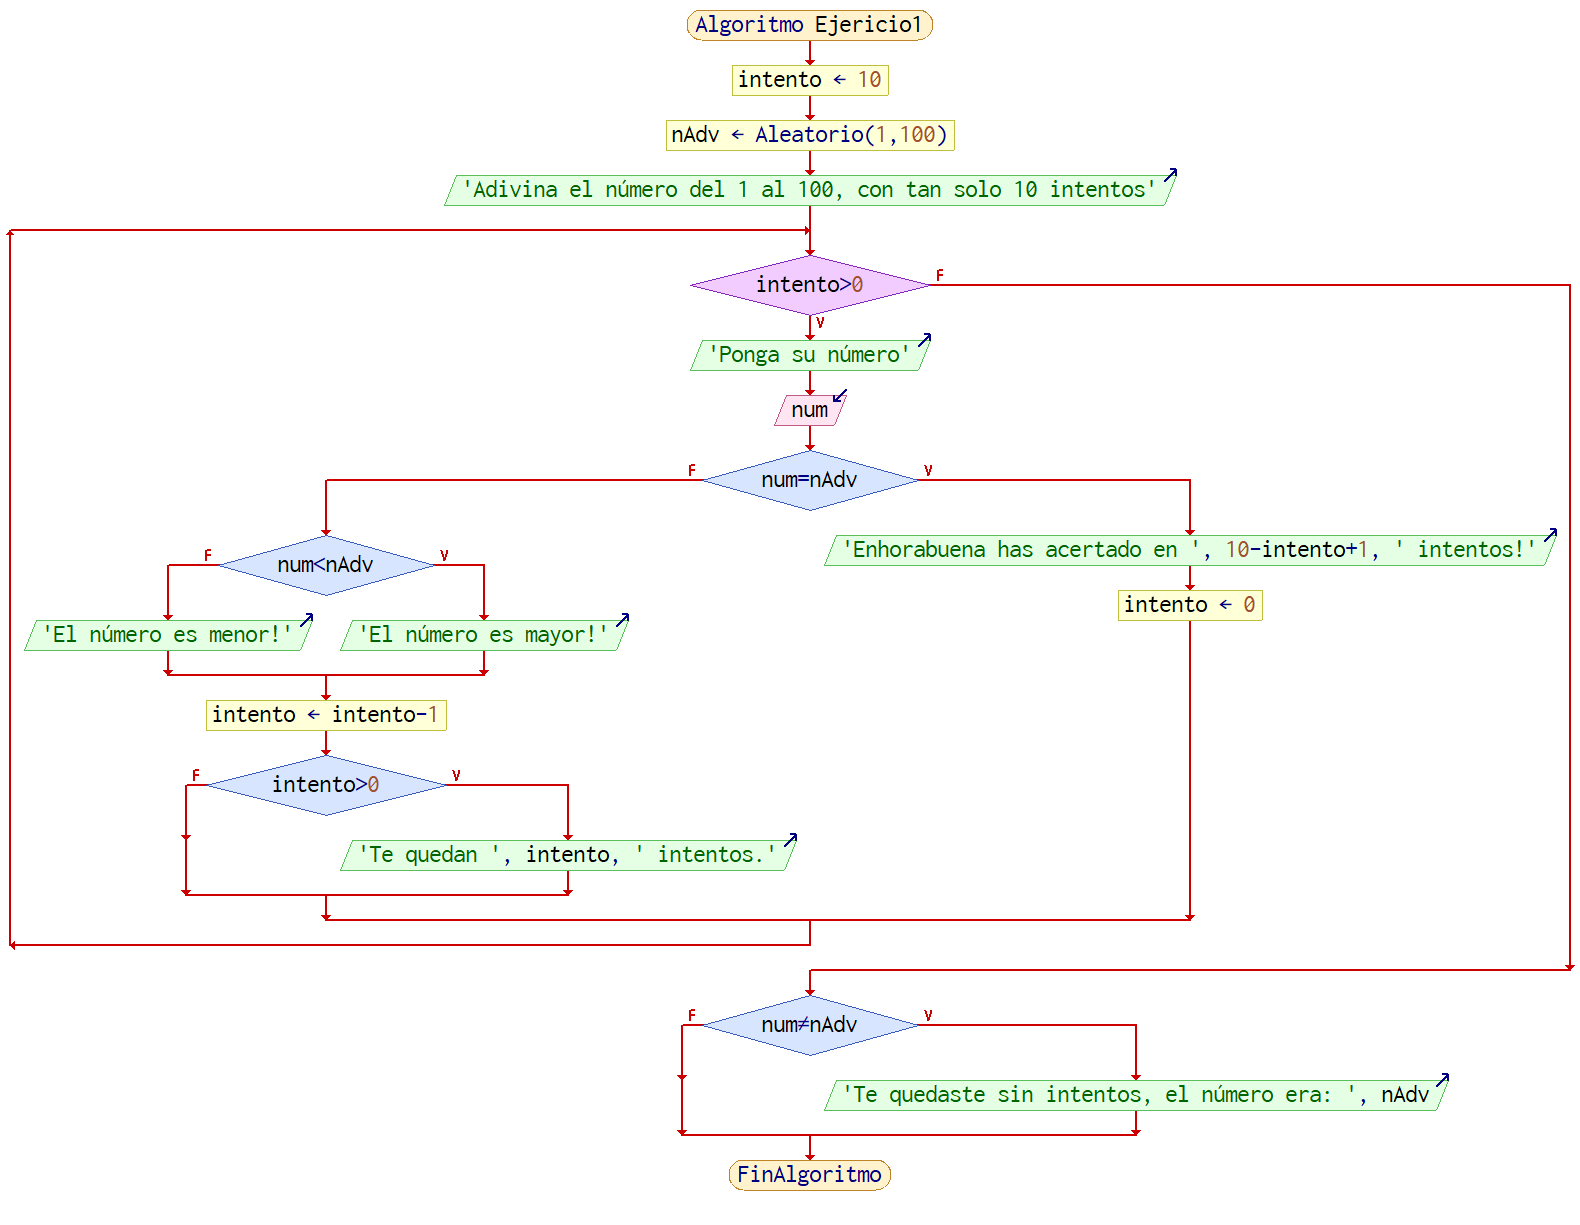 Algoritmo Ejericio1
intento ← 10
nAdv ← Aleatorio(1,100)
'Adivina el número del 1 al 100, con tan solo 10 intentos'
intento>0
F
V
'Ponga su número'
num
num=nAdv
F
V
'Enhorabuena has acertado en ', 10-intento+1, ' intentos!'
intento ← 0
num<nAdv
F
V
'El número es menor!'
'El número es mayor!'
intento ← intento-1
intento>0
F
V
'Te quedan ', intento, ' intentos.'
num≠nAdv
F
V
'Te quedaste sin intentos, el número era: ', nAdv
FinAlgoritmo